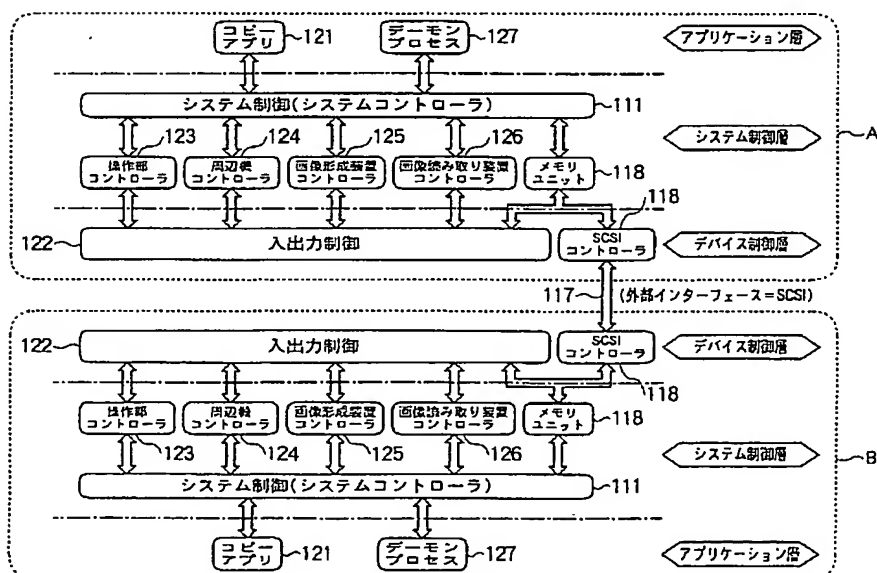 コピー
アプリ
121
デーモン
プロセス
127
アプリケーション層
システム制御(システムコントローラ)
111
A
123
124
125
126
システム制御層
操作部
コントローラ
周辺機
コントローラ
画像形成装置
コントローラ
画像読み取り装置
コントローラ
メモリ
ユニット
118
118
122
入出力制御
SCSI
コントローラ
デバイス制御層
117
(外部インターフェース=SCSI)
122
入出力制御
SCSI
コントローラ
デバイス制御層
118
操作部
コントローラ
周辺機
コントローラ
画像形成装置
コントローラ
画像読み取り装置
コントローラ
メモリ
ユニット
118
123
124
125
126
システム制御層
B
システム制御(システムコントローラ)
111
コピー
アプリ
121
デーモン
プロセス
127
アプリケーション層